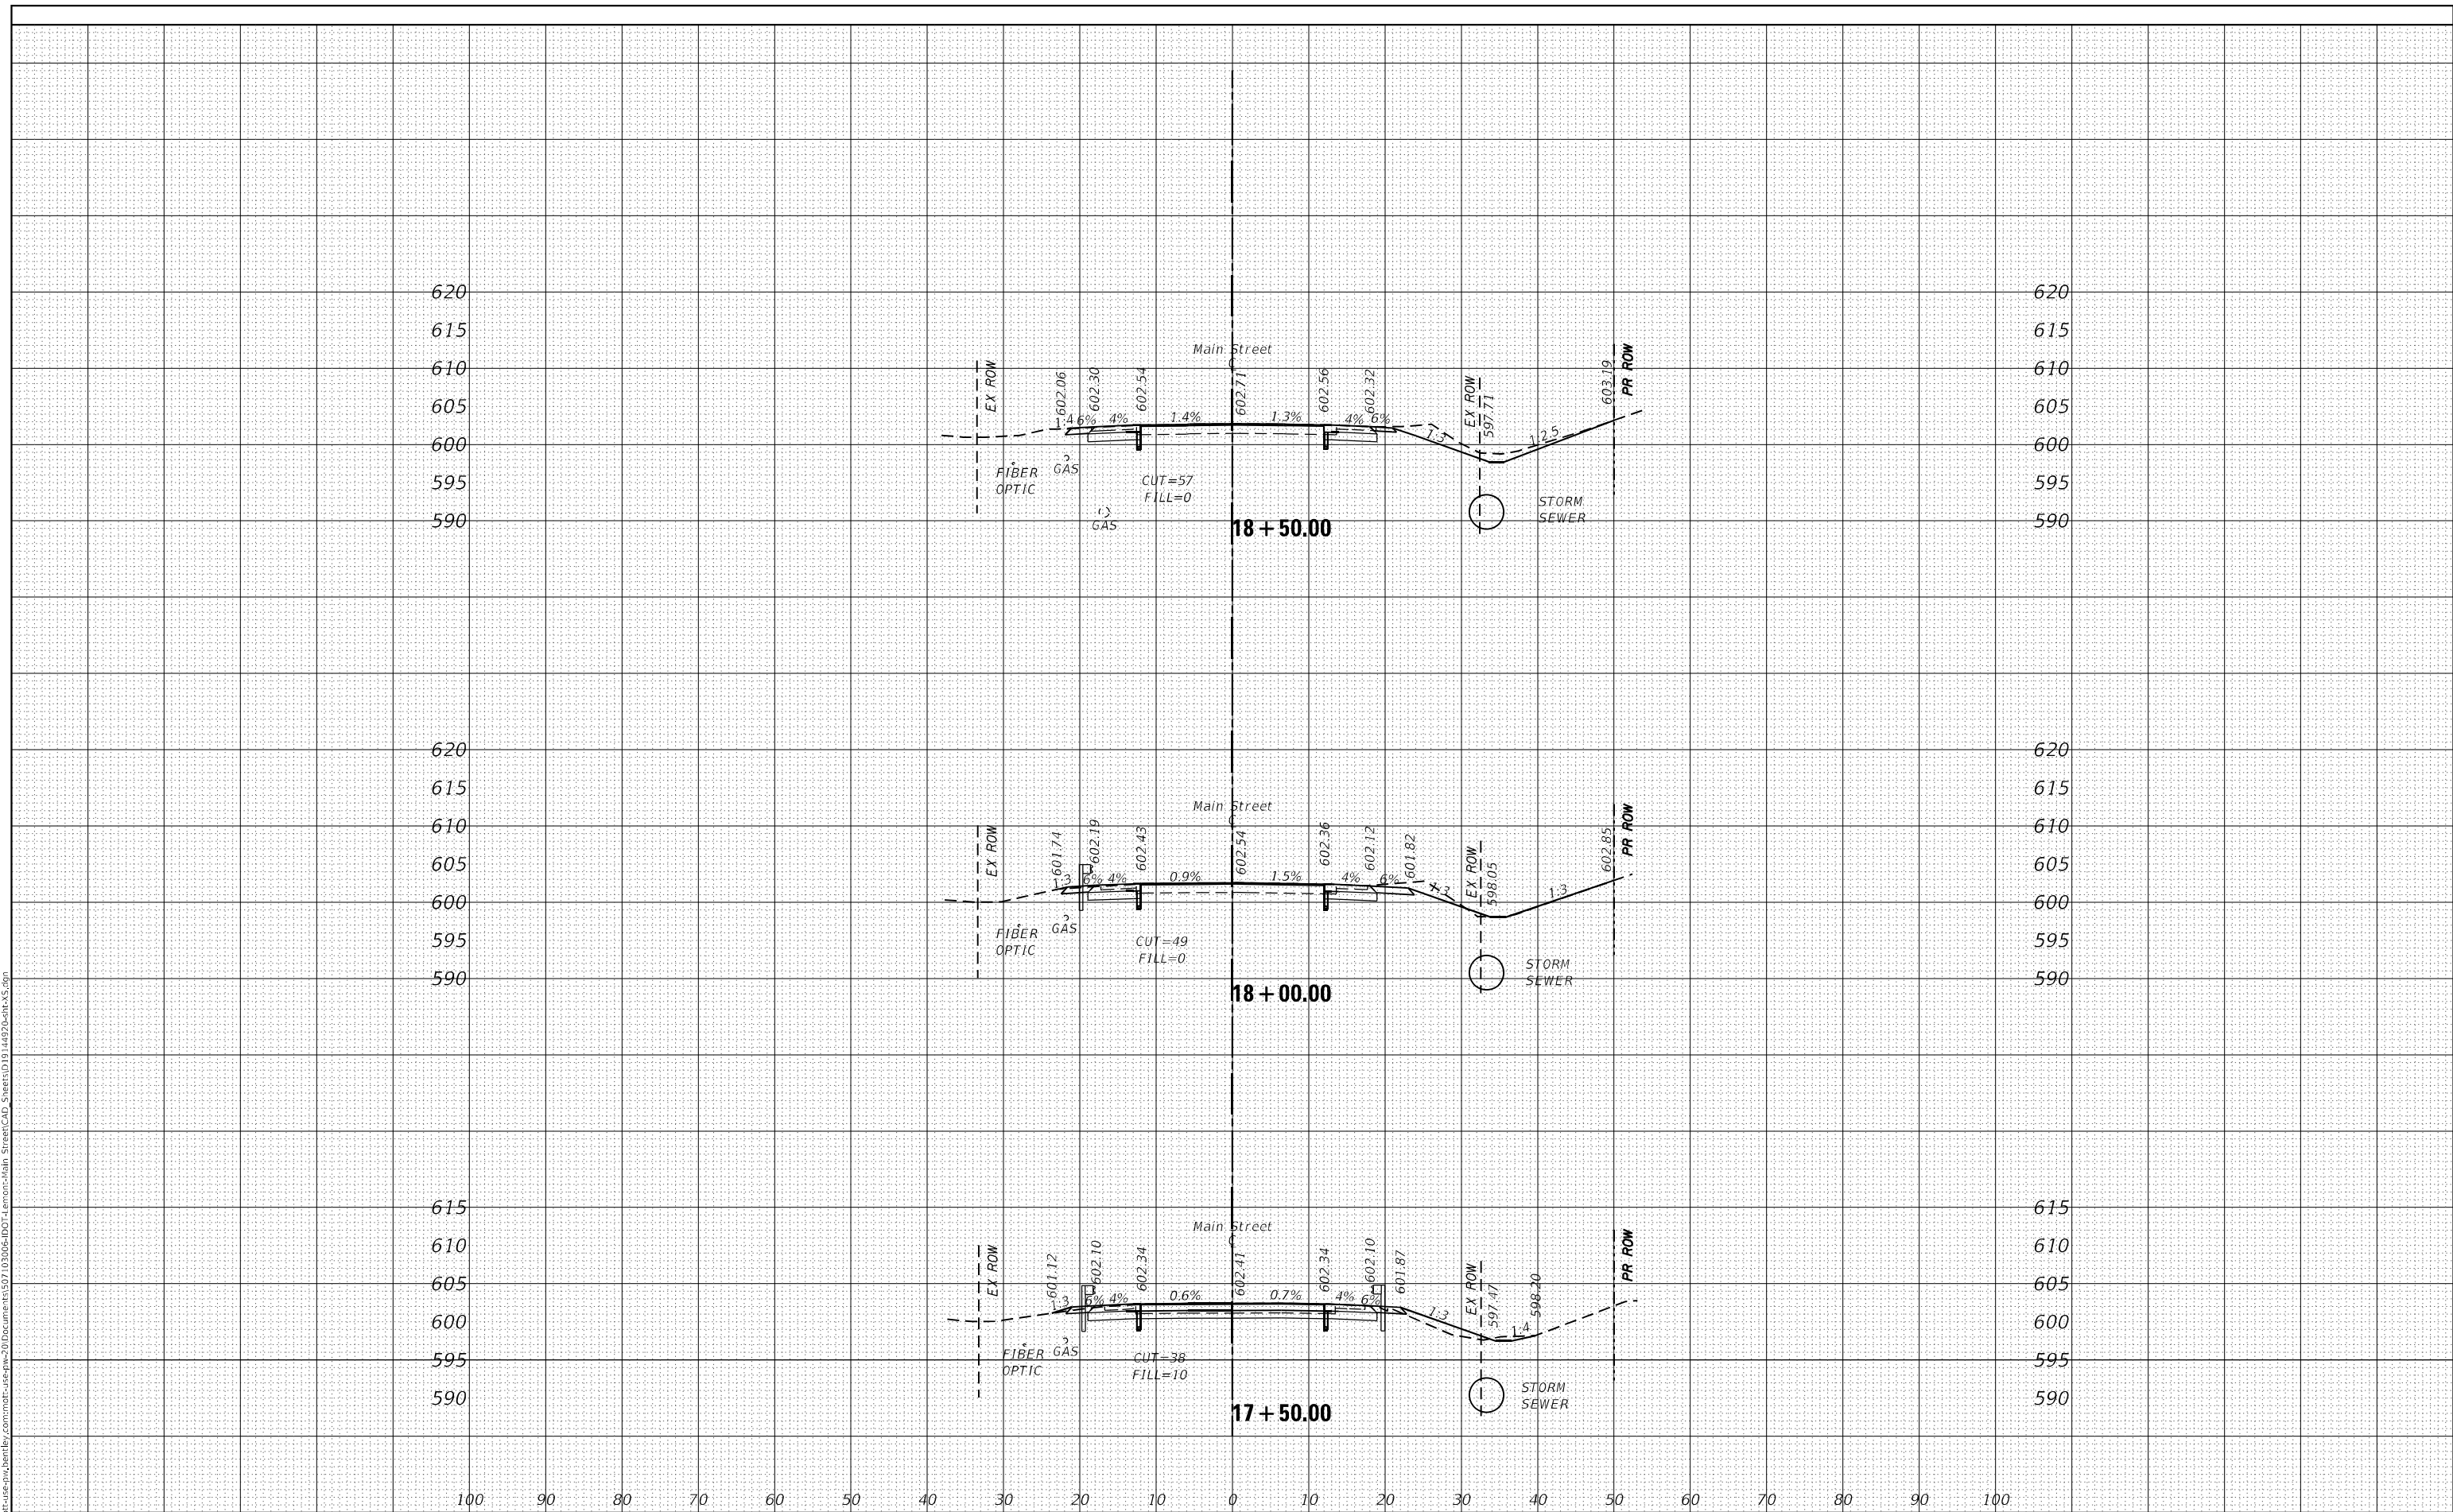 620 620
615 615
Main Street
℄
610 610
EX ROW 602.06 602.30 602.54 602.71 602.56 602.32 EX ROW 597.71 603.19 PR ROW
605 605
1:4 6% 4% 1.4% 1.3% 4% 6% 1:3 1:2.5
600 600
FIBER OPTIC
GAS
595 595
CUT=57
FILL=0
STORM
SEWER
GAS
590 590
18+50.00
620 620
615 615
Main Street
℄
610 610
EX ROW 601.74 602.19 602.43 602.54 602.36 602.12 601.82 EX ROW 598.05 602.85 PR ROW
605 605
1:3 6% 4% 0.9% 1.5% 4% 6% 1:3 1:3
600 600
FIBER OPTIC
GAS
595 595
CUT=49
FILL=0
STORM
SEWER
590 590
18+00.00
615 615
Main Street
℄
610 610
EX ROW 601.12 602.10 602.34 602.41 602.34 602.10 601.87 EX ROW 597.47 598.20 PR ROW
605 605
1:3 6% 4% 0.6% 0.7% 4% 6% 1:3 1:4
600 600
FIBER OPTIC
GAS
595 595
CUT=38
FILL=10
STORM
SEWER
590 590
17+50.00
100 90 80 70 60 50 40 30 20 10 0 10 20 30 40 50 60 70 80 90 100